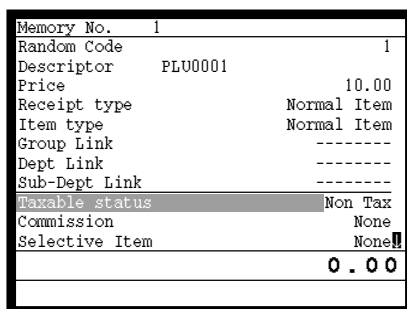 Memory No. 1
Random Code 1
Descriptor PLU0001
Price 10.00
Receipt type Normal Item
Item type Normal Item
Group Link --------
Dept Link --------
Sub-Dept Link --------
Taxable status Non Tax
Commission None
Selective Item None
0.00